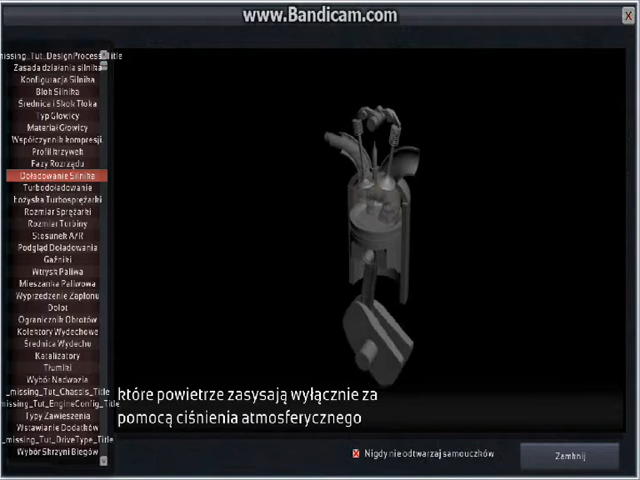 www.Bandicam.com
X
missing_Tut_DesignProcess_Title
Zasada działania silnika
Konfiguracja Silnika
Blok Silnika
Średnica i Skok Tłoka
Typ Głowicy
Materiał Głowicy
Współczynnik kompresji
Profil krzywek
Fazy Rozrządu
Doładowanie Silnika
Turbodoładowanie
Łożyska Turbosprężarki
Rozmiar Sprężarki
Rozmiar Turbiny
Stosunek A/R
Podgląd Doładowania
Gaźniki
Wtrysk Paliwa
Mieszanka Paliwowa
Wyprzedzenie Zapłonu
Dolot
Ogranicznik Obrotów
Kolektory Wydechowe
Średnica Wydechu
Katalizatory
Tłumiki
Wybór Nadwozia
_missing_Tut_Chassis_Title
missing_Tut_EngineConfig_Title
Typy Zawieszenia
Wstawianie Dodatków
_missing_Tut_DriveType_Title
Wybór Skrzyni Biegów
które powietrze zasysają wyłącznie za
pomocą ciśnienia atmosferycznego
Nigdy nie odtwarzaj samouczków
Zamknij